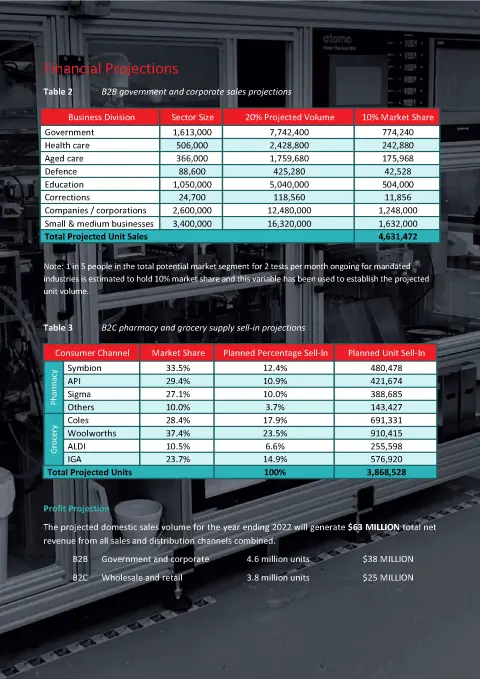 atomo
Financial Projections
Table 2 B2B government and corporate sales projections
Business Division Sector Size 20% Projected Volume 10% Market Share
Government 1,613,000 7,742,400 774,240
Health care 506,000 2,428,800 242,880
Aged care 366,000 1,759,680 175,968
Defence 88,600 425,280 42,528
Education 1,050,000 5,040,000 504,000
Corrections 24,700 118,560 11,856
Companies / corporations 2,600,000 12,480,000 1,248,000
Small & medium businesses 3,400,000 16,320,000 1,632,000
Total Projected Unit Sales 4,631,472
Note: 1 in 5 people in the total potential market segment for 2 tests per month ongoing for mandated
industries is estimated to hold 10% market share and this variable has been used to establish the projected
unit volume.
Table 3 B2C pharmacy and grocery supply sell-in projections
Consumer Channel Market Share Planned Percentage Sell-In Planned Unit Sell-In
Pharmacy
Symbion 33.5% 12.4% 480,478
API 29.4% 10.9% 421,674
Sigma 27.1% 10.0% 388,685
Others 10.0% 3.7% 143,427
Grocery
Coles 28.4% 17.9% 691,331
Woolworths 37.4% 23.5% 910,415
ALDI 10.5% 6.6% 255,598
IGA 23.7% 14.9% 576,920
Total Projected Units 100% 3,868,528
Profit Projection
The projected domestic sales volume for the year ending 2022 will generate $63 MILLION total net
revenue from all sales and distribution channels combined.
B2B Government and corporate 4.6 million units $38 MILLION
B2C Wholesale and retail 3.8 million units $25 MILLION